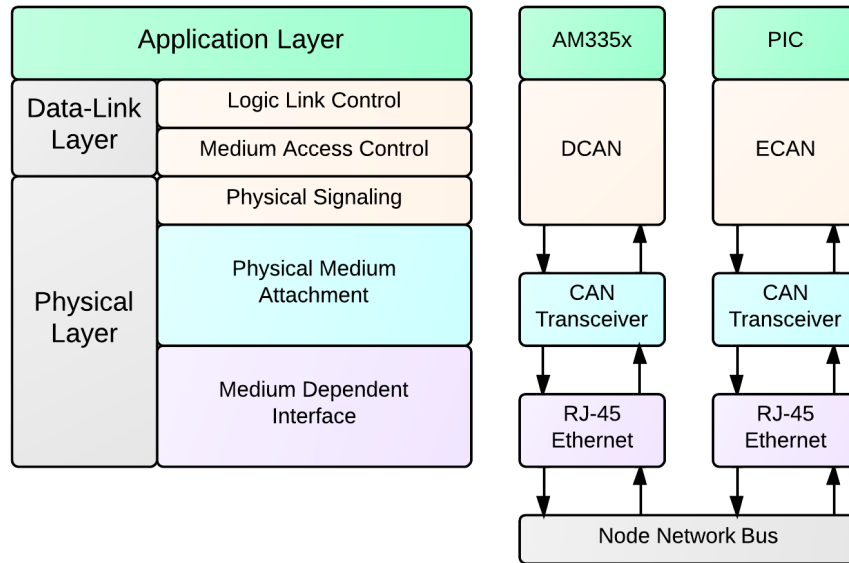 Application Layer
Data-Link
Layer
Logic Link Control
Medium Access Control
Physical
Layer
Physical Signaling
Physical Medium
Attachment
Medium Dependent
Interface
AM335x
PIC
DCAN
ECAN
CAN
Transceiver
CAN
Transceiver
RJ-45
Ethernet
RJ-45
Ethernet
Node Network Bus